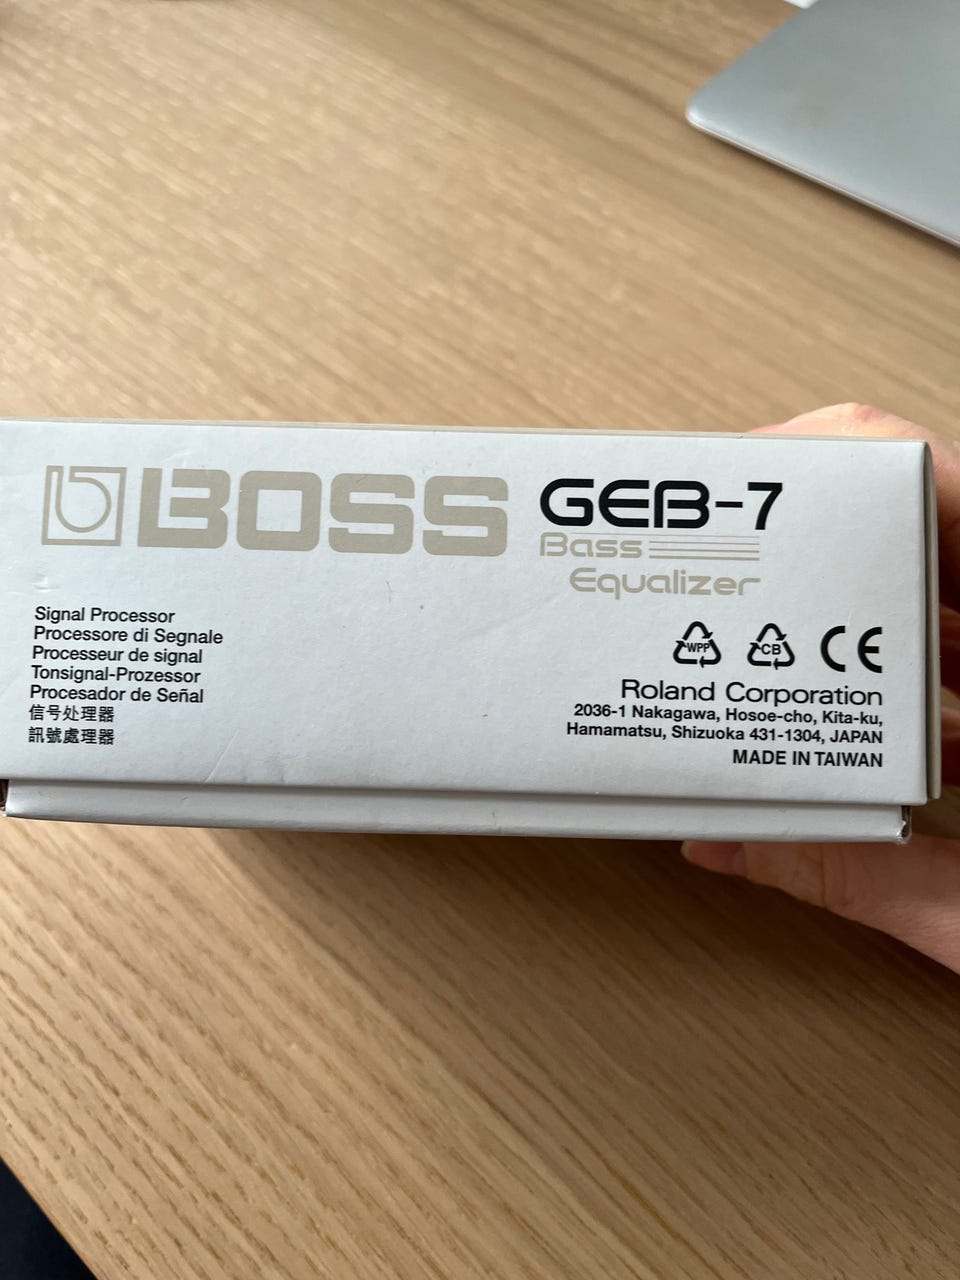 BOSS GEB-7
Bass
Equalizer
Signal Processor
Processore di Segnale
Processeur de signal
Tonsignal-Prozessor
Procesador de Señal
信号处理器
訊號處理器
WPP CB CE
Roland Corporation
2036-1 Nakagawa, Hosoe-cho, Kita-ku,
Hamamatsu, Shizuoka 431-1304, JAPAN
MADE IN TAIWAN